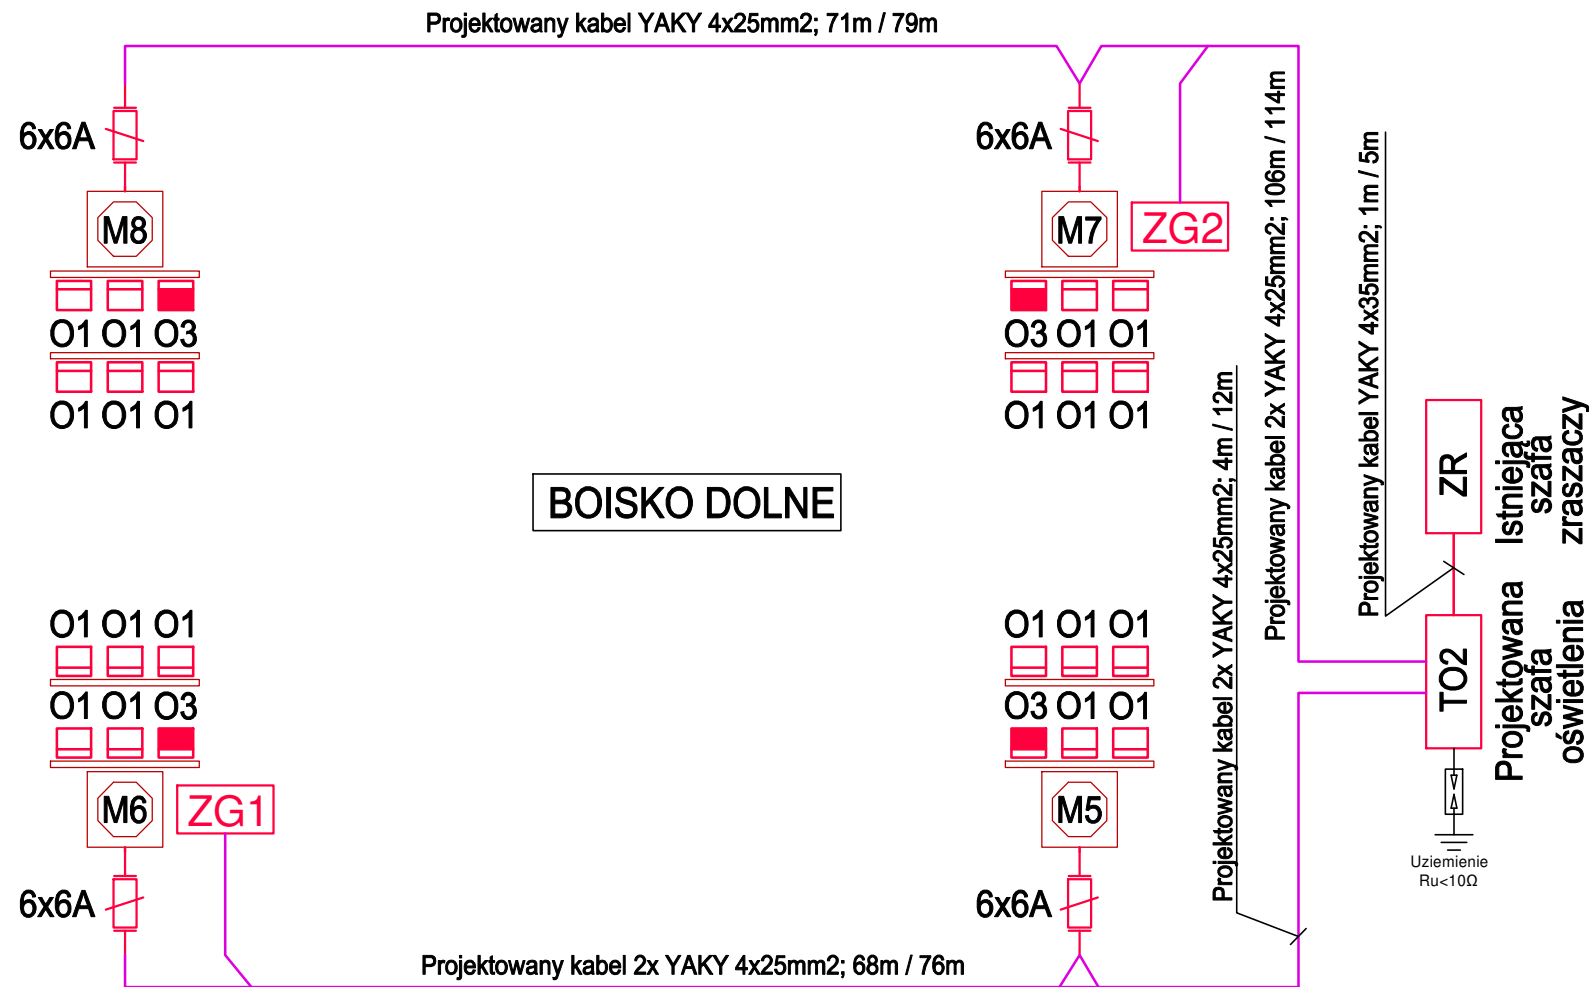 Projektowany kabel YAKY 4x25mm2; 71m / 79m
6x6A
6x6A
M8
M7
ZG2
O1 O1 O3
O3 O1 O1
O1 O1 O1
O1 O1 O1
BOISKO DOLNE
O1 O1 O1
O1 O1 O1
O1 O1 O3
O3 O1 O1
M6
ZG1
M5
6x6A
6x6A
Projektowany kabel 2x YAKY 4x25mm2; 68m / 76m
Projektowany kabel 2x YAKY 4x25mm2; 4m / 12m
Projektowany kabel 2x YAKY 4x25mm2; 106m / 114m
Projektowany kabel YAKY 4x35mm2; 1m / 5m
ZR
Istniejąca
szafa
zraszaczy
TO2
Projektowana
szafa
oświetlenia
Uziemienie
Ru<10Ω